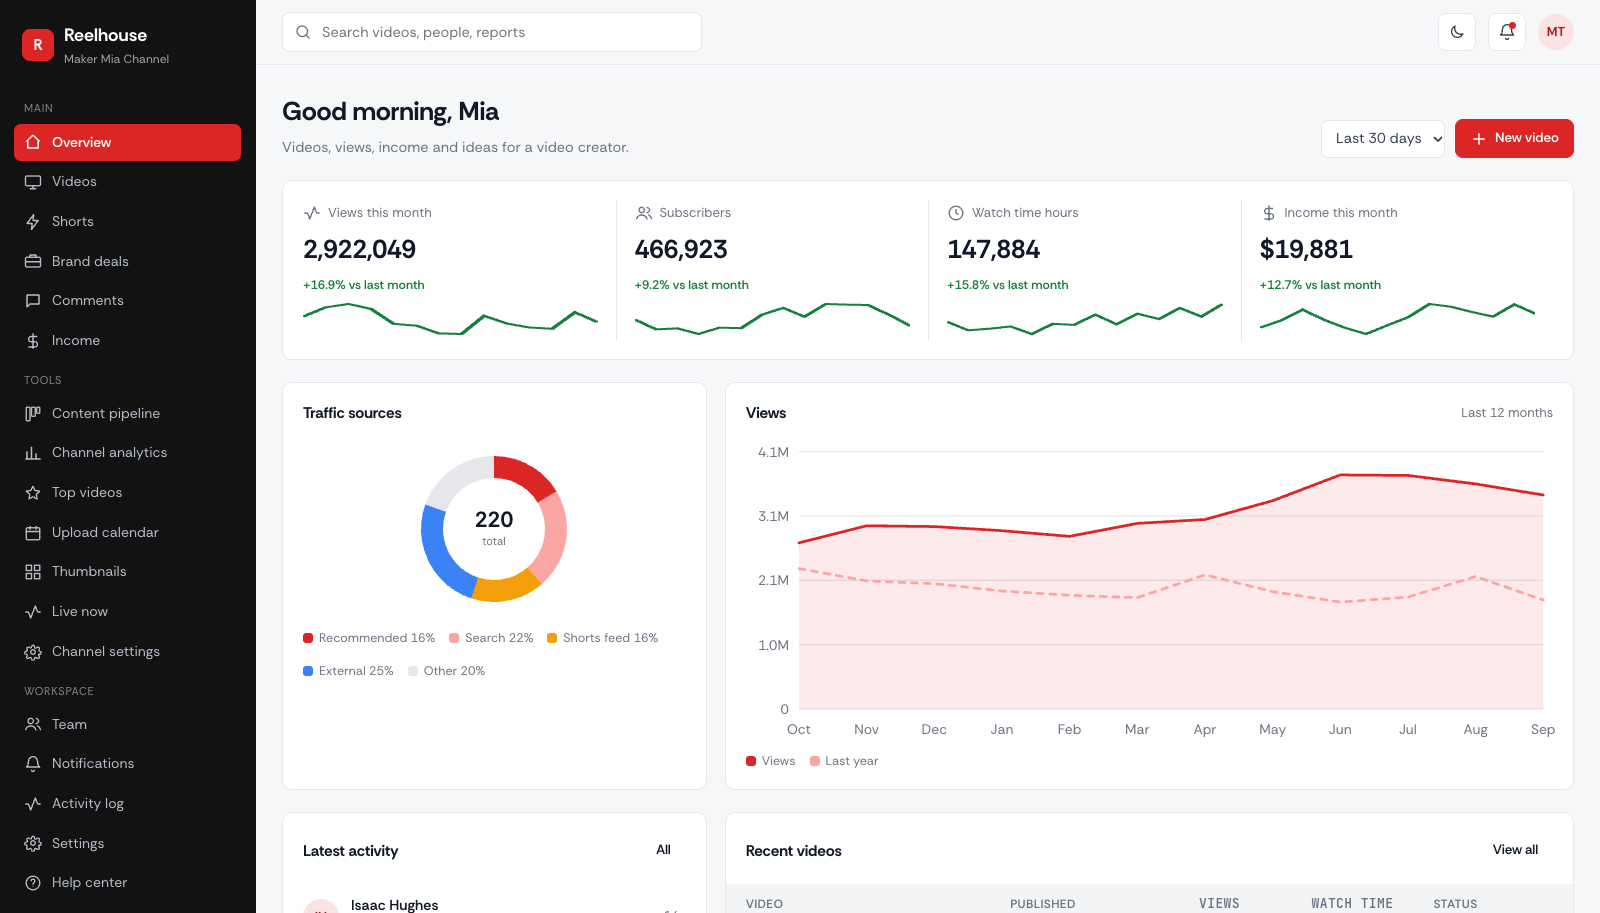 R
Reelhouse
Maker Mia Channel
MAIN
Overview
Videos
Shorts
Brand deals
Comments
Income
TOOLS
Content pipeline
Channel analytics
Top videos
Upload calendar
Thumbnails
Live now
Channel settings
WORKSPACE
Team
Notifications
Activity log
Settings
Help center
Search videos, people, reports
MT
Good morning, Mia
Videos, views, income and ideas for a video creator.
Last 30 days
New video
Views this month
2,922,049
+16.9% vs last month
Subscribers
466,923
+9.2% vs last month
Watch time hours
147,884
+15.8% vs last month
Income this month
$19,881
+12.7% vs last month
Traffic sources
220
total
Recommended 16%
Search 22%
Shorts feed 16%
External 25%
Other 20%
Views
Last 12 months
4.1M
3.1M
2.1M
1.0M
0
Oct Nov Dec Jan Feb Mar Apr May Jun Jul Aug Sep
Views
Last year
Latest activity
All
Isaac Hughes
Recent videos
View all
VIDEO PUBLISHED VIEWS WATCH TIME STATUS